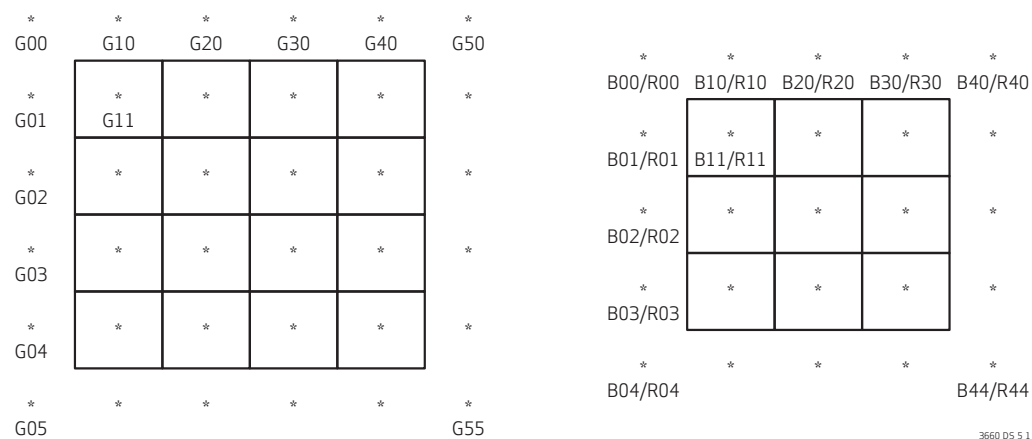 * * * * * *
G00 G10 G20 G30 G40 G50
* * * * * *
G01 G11
* * * * * *
G02
* * * * * *
G03
* * * * * *
G04
* * * * * *
G05 G55
* * * * *
B00/R00 B10/R10 B20/R20 B30/R30 B40/R40
* * * * *
B01/R01 B11/R11
* * * * *
B02/R02
* * * * *
B03/R03
* * * * *
B04/R04 B44/R44
3660 DS 5 1